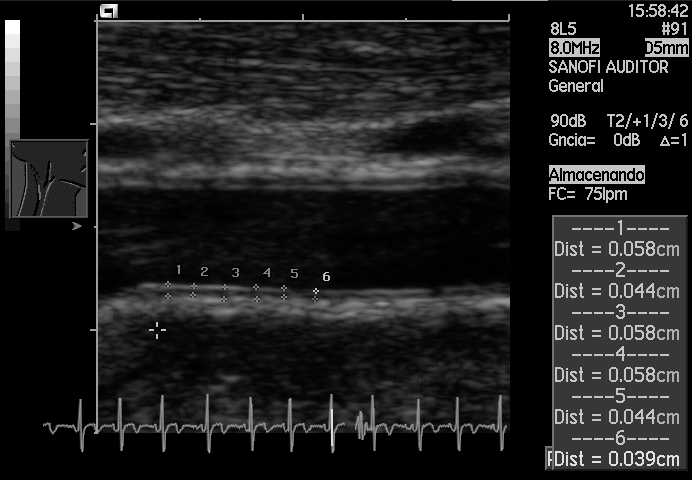 15:58:42
8L5 #91
8.0MHz D5mm
SANOFI AUDITOR
General
90dB T2/+1/3/ 6
Gncia= 0dB Δ=1
Almacenando
FC= 75lpm
1 2 3 4 5 6
----1----
Dist = 0.058cm
----2----
Dist = 0.044cm
----3----
Dist = 0.058cm
----4----
Dist = 0.058cm
----5----
Dist = 0.044cm
----6----
Dist = 0.039cm